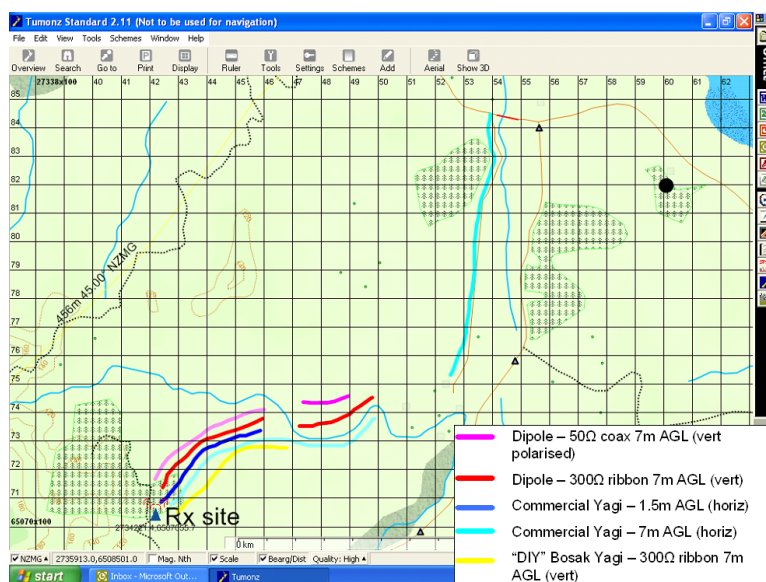 Tumonz Standard 2.11 (Not to be used for navigation)
File Edit View Tools Schemes Window Help
Overview Search Go to Print Display Ruler Tools Settings Schemes Add Aerial Show 3D
27338x100 40 41 42 43 44 45 46 47 48 49 50 51 52 53 54 55 56 57 58 59 60 61 62
85
84
83
82
81
80
79
78
77
76
75
74
73
72
71
65070x100
456m 45.00° NZMG
Rx site
0 km
Dipole – 50Ω coax 7m AGL (vert
polarised)
Dipole – 300Ω ribbon 7m AGL (vert)
Commercial Yagi – 1.5m AGL (horiz)
Commercial Yagi – 7m AGL (horiz)
“DIY” Bosak Yagi – 300Ω ribbon 7m
AGL (vert)
NZMG 2735913.0,6508501.0 Mag. Nth Scale Bearg/Dist Quality: High
start Inbox - Microsoft Out... Tumonz